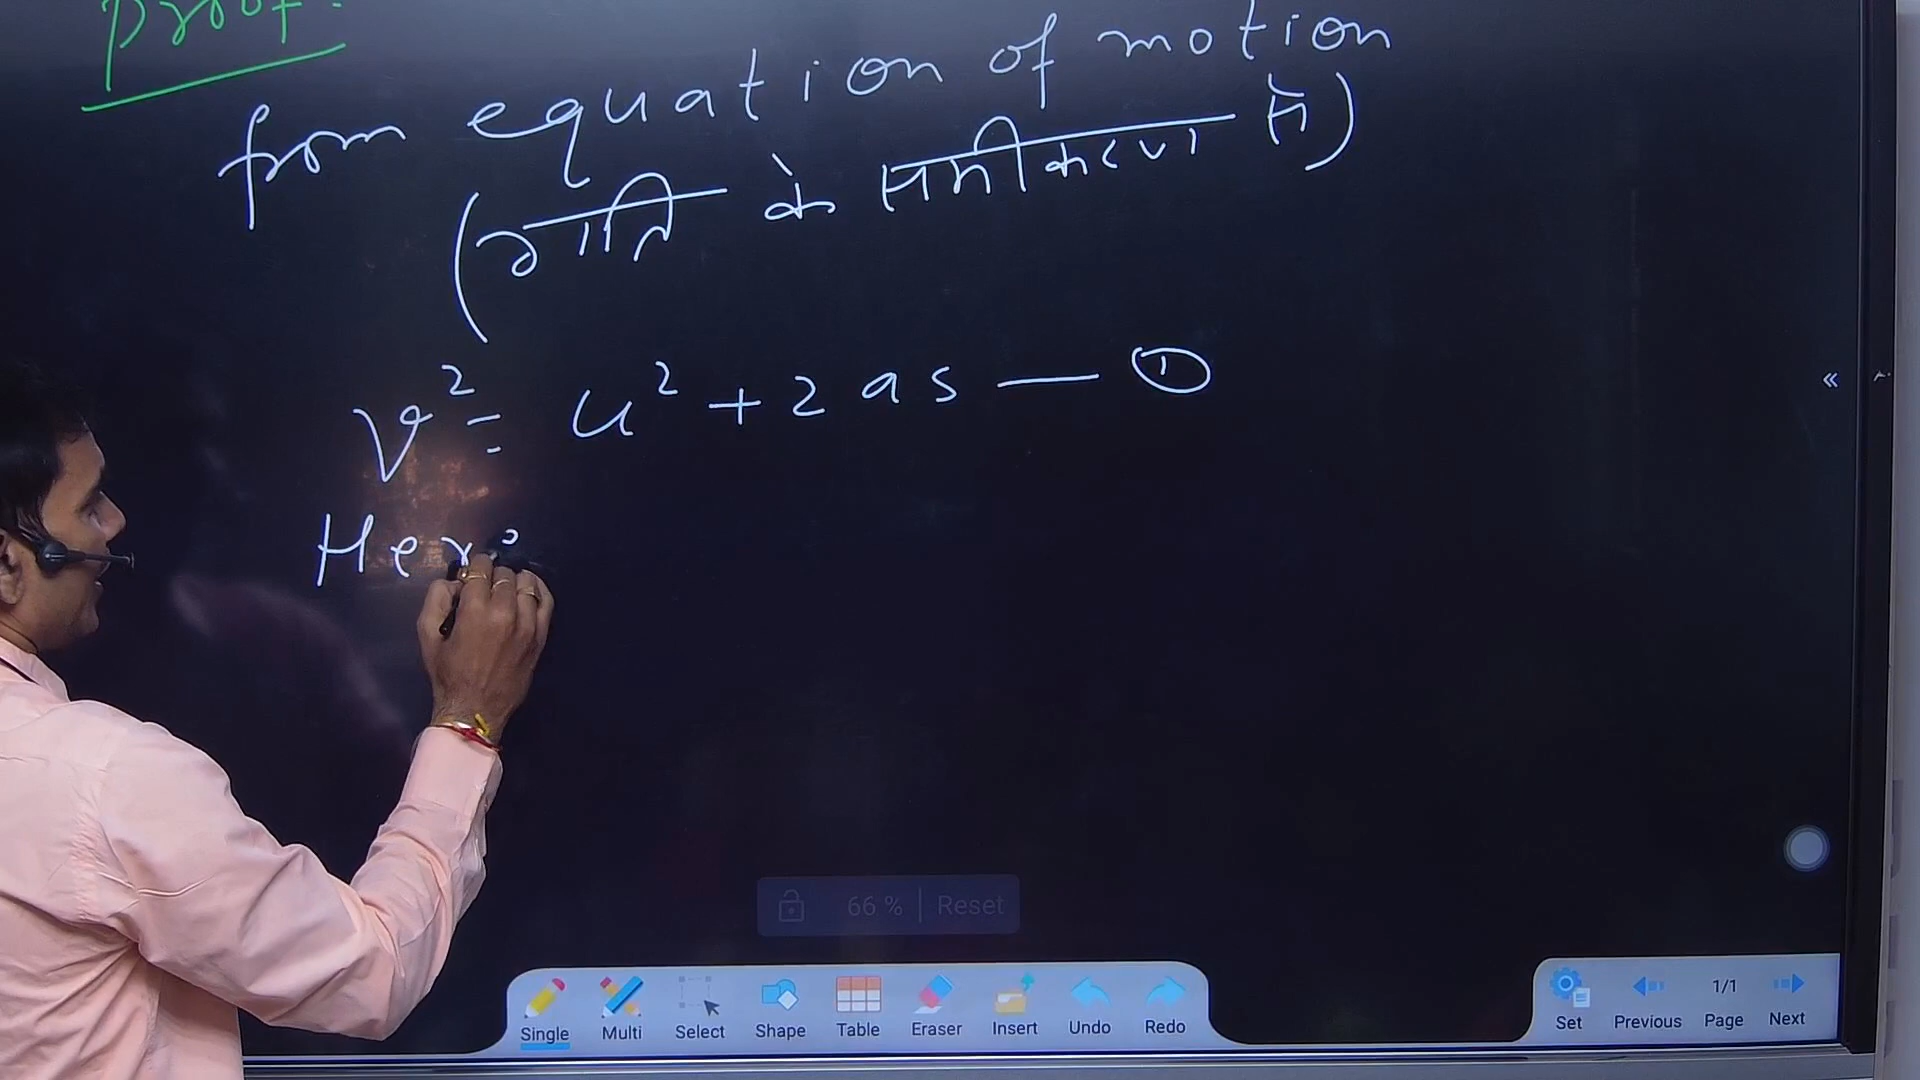 Proof:
from equation of motion
(गति के समीकरण से)
v² = u² + 2as — ①
Here
66 % | Reset
Single Multi Select Shape Table Eraser Insert Undo Redo
Set Previous 1/1 Page Next